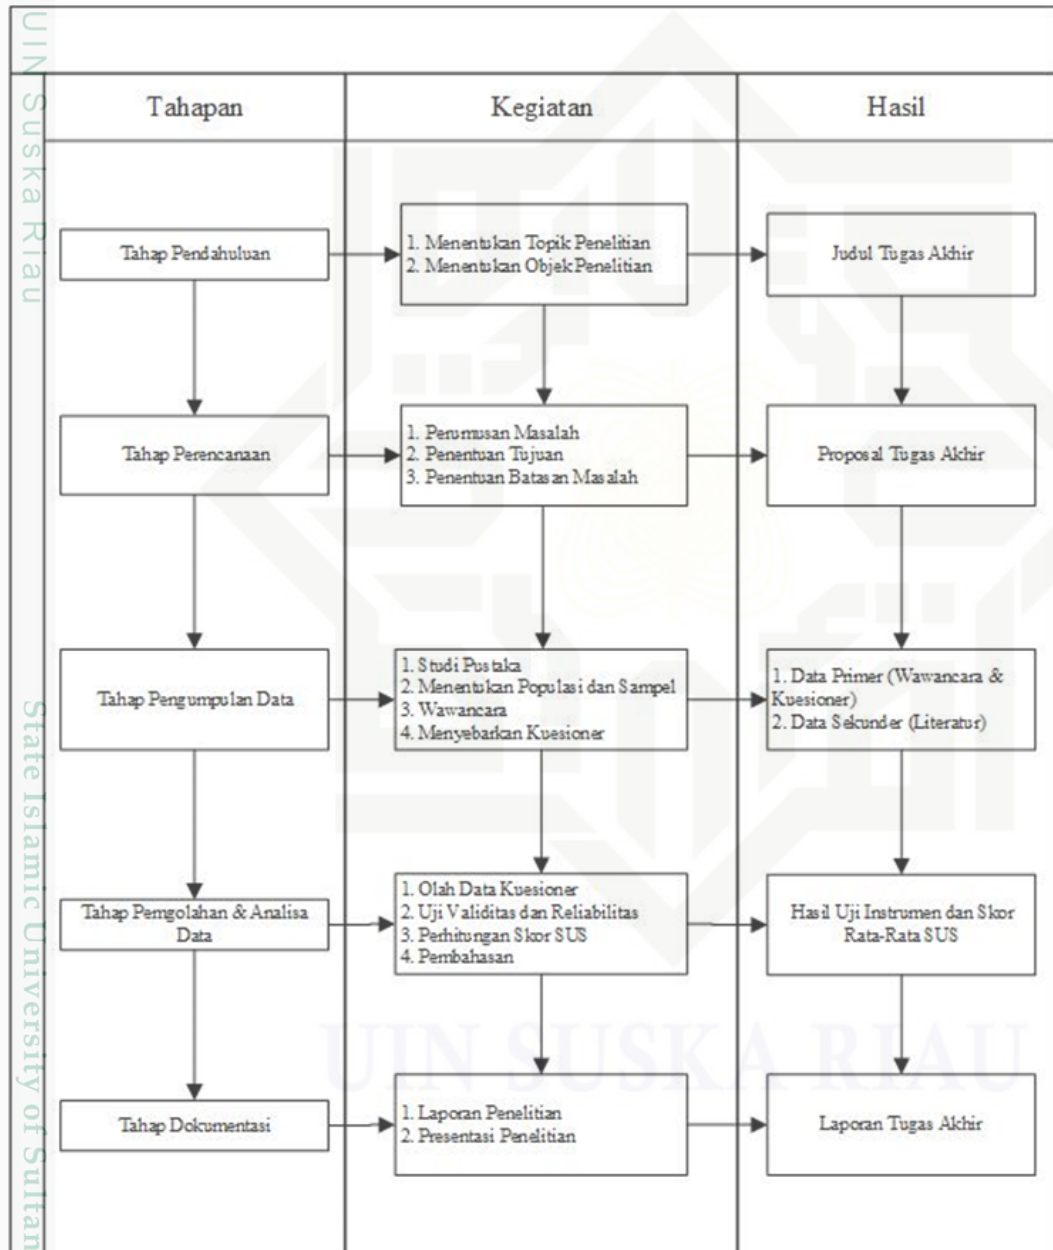 UIN Suska Riau
State Islamic University of Sultan
Tahapan
Kegiatan
Hasil
Tahap Pendahuluan
1. Menentukan Topik Penelitian
2. Menentukan Objek Penelitian
Judul Tugas Akhir
Tahap Perencanaan
1. Perumusan Masalah
2. Penentuan Tujuan
3. Penentuan Batasan Masalah
Proposal Tugas Akhir
Tahap Pengumpulan Data
1. Studi Pustaka
2. Menentukan Populasi dan Sampel
3. Wawancara
4. Menyebarkan Kuesioner
1. Data Primer (Wawancara &
Kuesioner)
2. Data Sekunder (Literatur)
Tahap Pemgolahan & Analisa
Data
1. Olah Data Kuesioner
2. Uji Validitas dan Reliabilitas
3. Perhitungan Skor SUS
4. Pembahasan
Hasil Uji Instrumen dan Skor
Rata-Rata SUS
UIN SUSKA RIAU
Tahap Dokumentasi
1. Laporan Penelitian
2. Presentasi Penelitian
Laporan Tugas Akhir